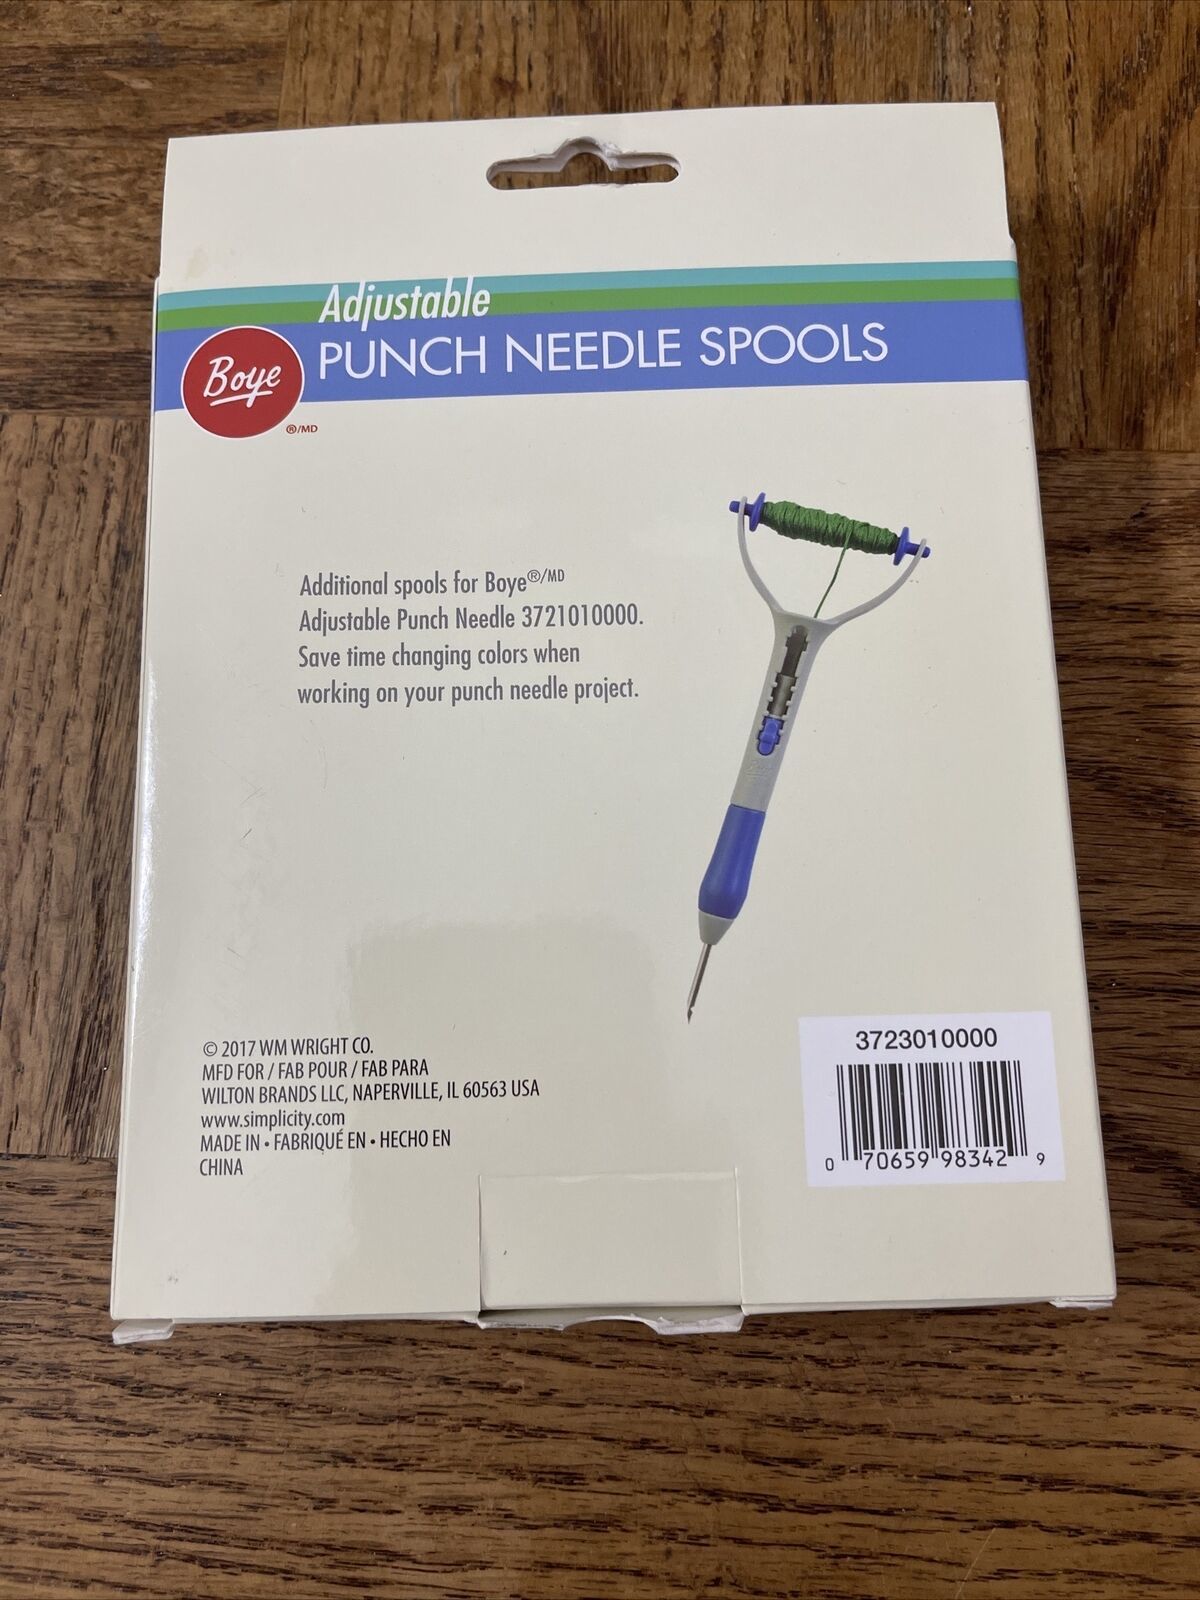 Adjustable
PUNCH NEEDLE SPOOLS
Boye
®/MD
Additional spools for Boye®/MD
Adjustable Punch Needle 3721010000.
Save time changing colors when
working on your punch needle project.
© 2017 WM WRIGHT CO.
MFD FOR / FAB POUR / FAB PARA
WILTON BRANDS LLC, NAPERVILLE, IL 60563 USA
www.simplicity.com
MADE IN • FABRIQUÉ EN • HECHO EN
CHINA
3723010000
0 70659 98342 9